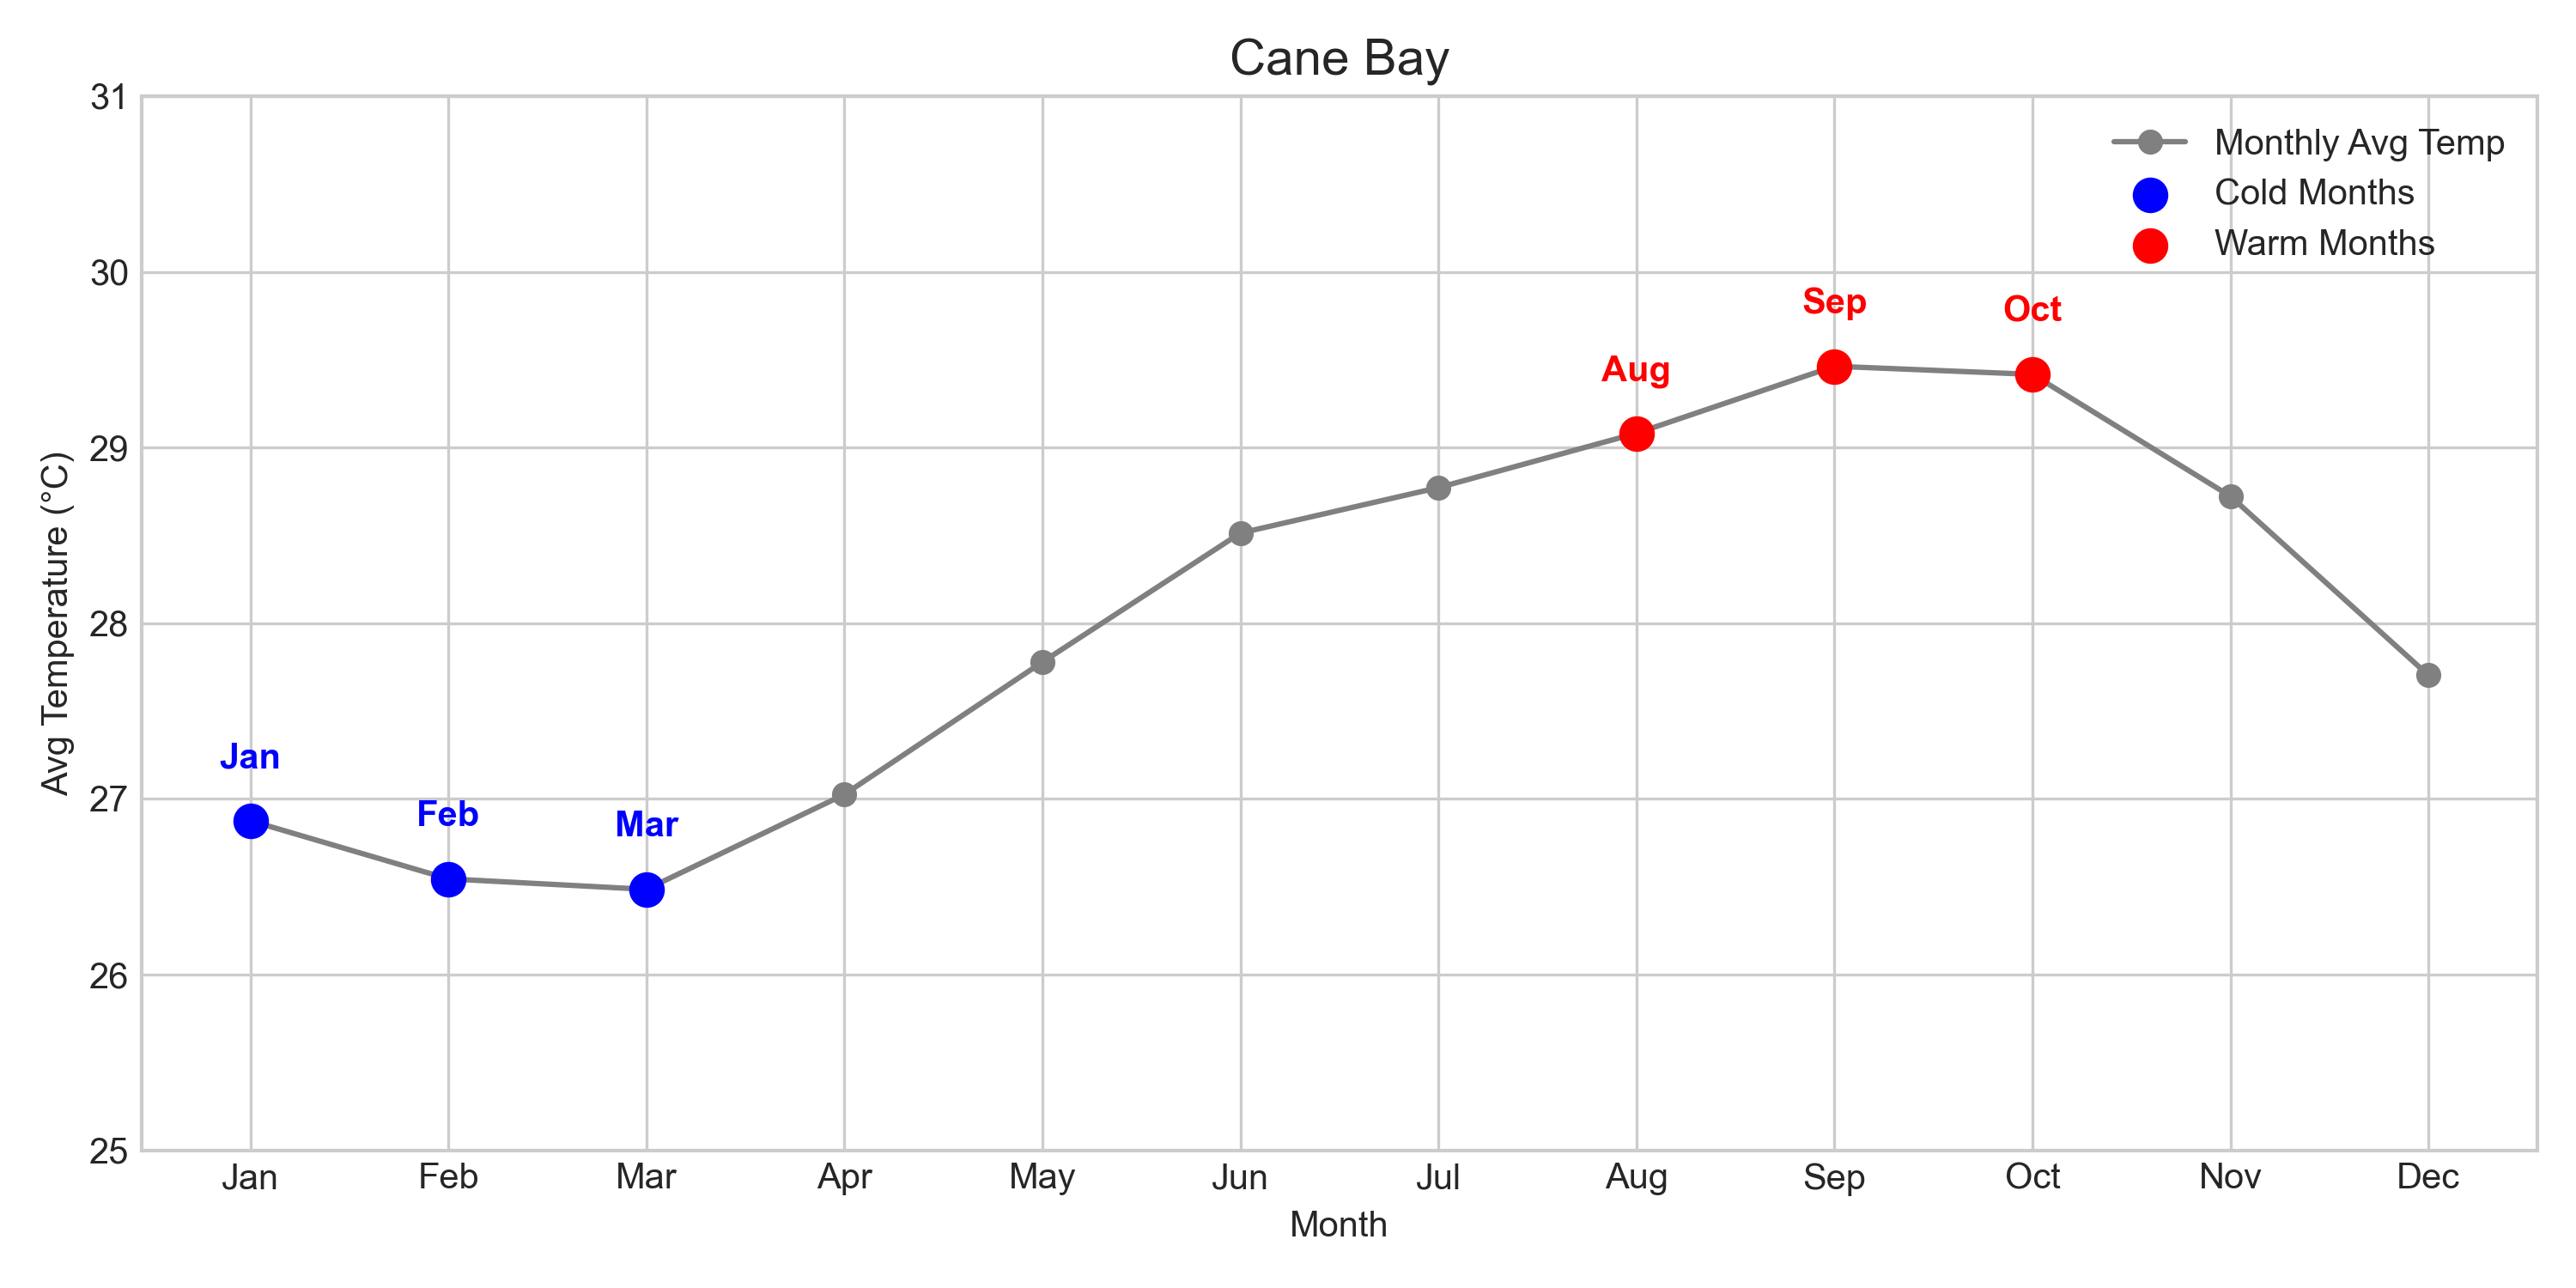 Cane Bay
31
30
29
28
27
26
25
Avg Temperature (°C)
Monthly Avg Temp
Cold Months
Warm Months
Jan
Feb
Mar
Aug
Sep
Oct
Jan Feb Mar Apr May Jun Jul Aug Sep Oct Nov Dec
Month